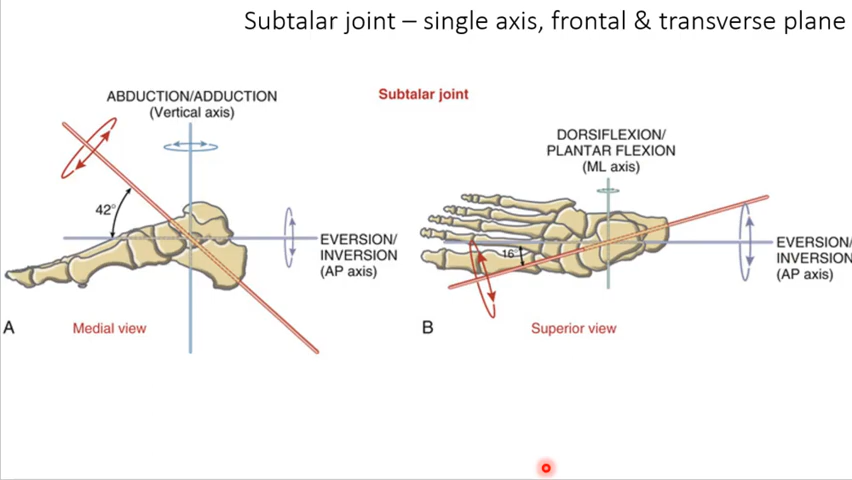 Subtalar joint – single axis, frontal & transverse plane
ABDUCTION/ADDUCTION
(Vertical axis)
42°
EVERSION/
INVERSION
(AP axis)
A
Medial view
Subtalar joint
DORSIFLEXION/
PLANTAR FLEXION
(ML axis)
16°
EVERSION/
INVERSION
(AP axis)
B
Superior view